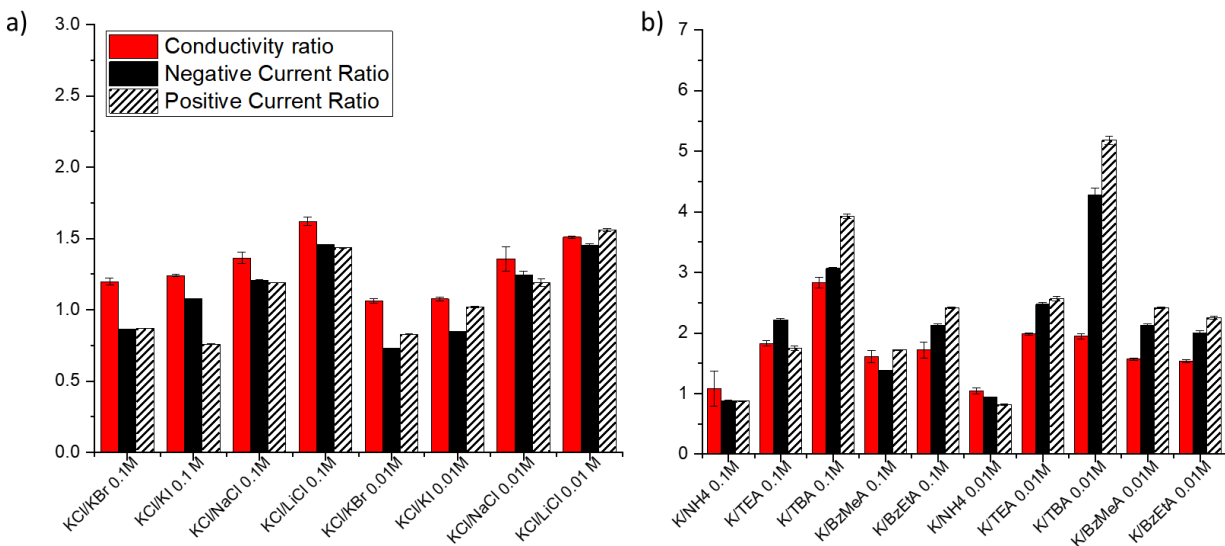 a)
3.0
2.5
2.0
1.5
1.0
0.5
0.0
Conductivity ratio
Negative Current Ratio
Positive Current Ratio
KCl/KBr 0.1M
KCl/KI 0.1 M
KCl/NaCl 0.1M
KCl/LiCl 0.1M
KCl/KBr 0.01M
KCl/KI 0.01M
KCl/NaCl 0.01M
KCl/LiCl 0.01 M
b)
7
6
5
4
3
2
1
0
K/NH4 0.1M
K/TEA 0.1M
K/TBA 0.1M
K/BzMeA 0.1M
K/BzEtA 0.1M
K/NH4 0.01M
K/TEA 0.01M
K/TBA 0.01M
K/BzMeA 0.01M
K/BzEtA 0.01M